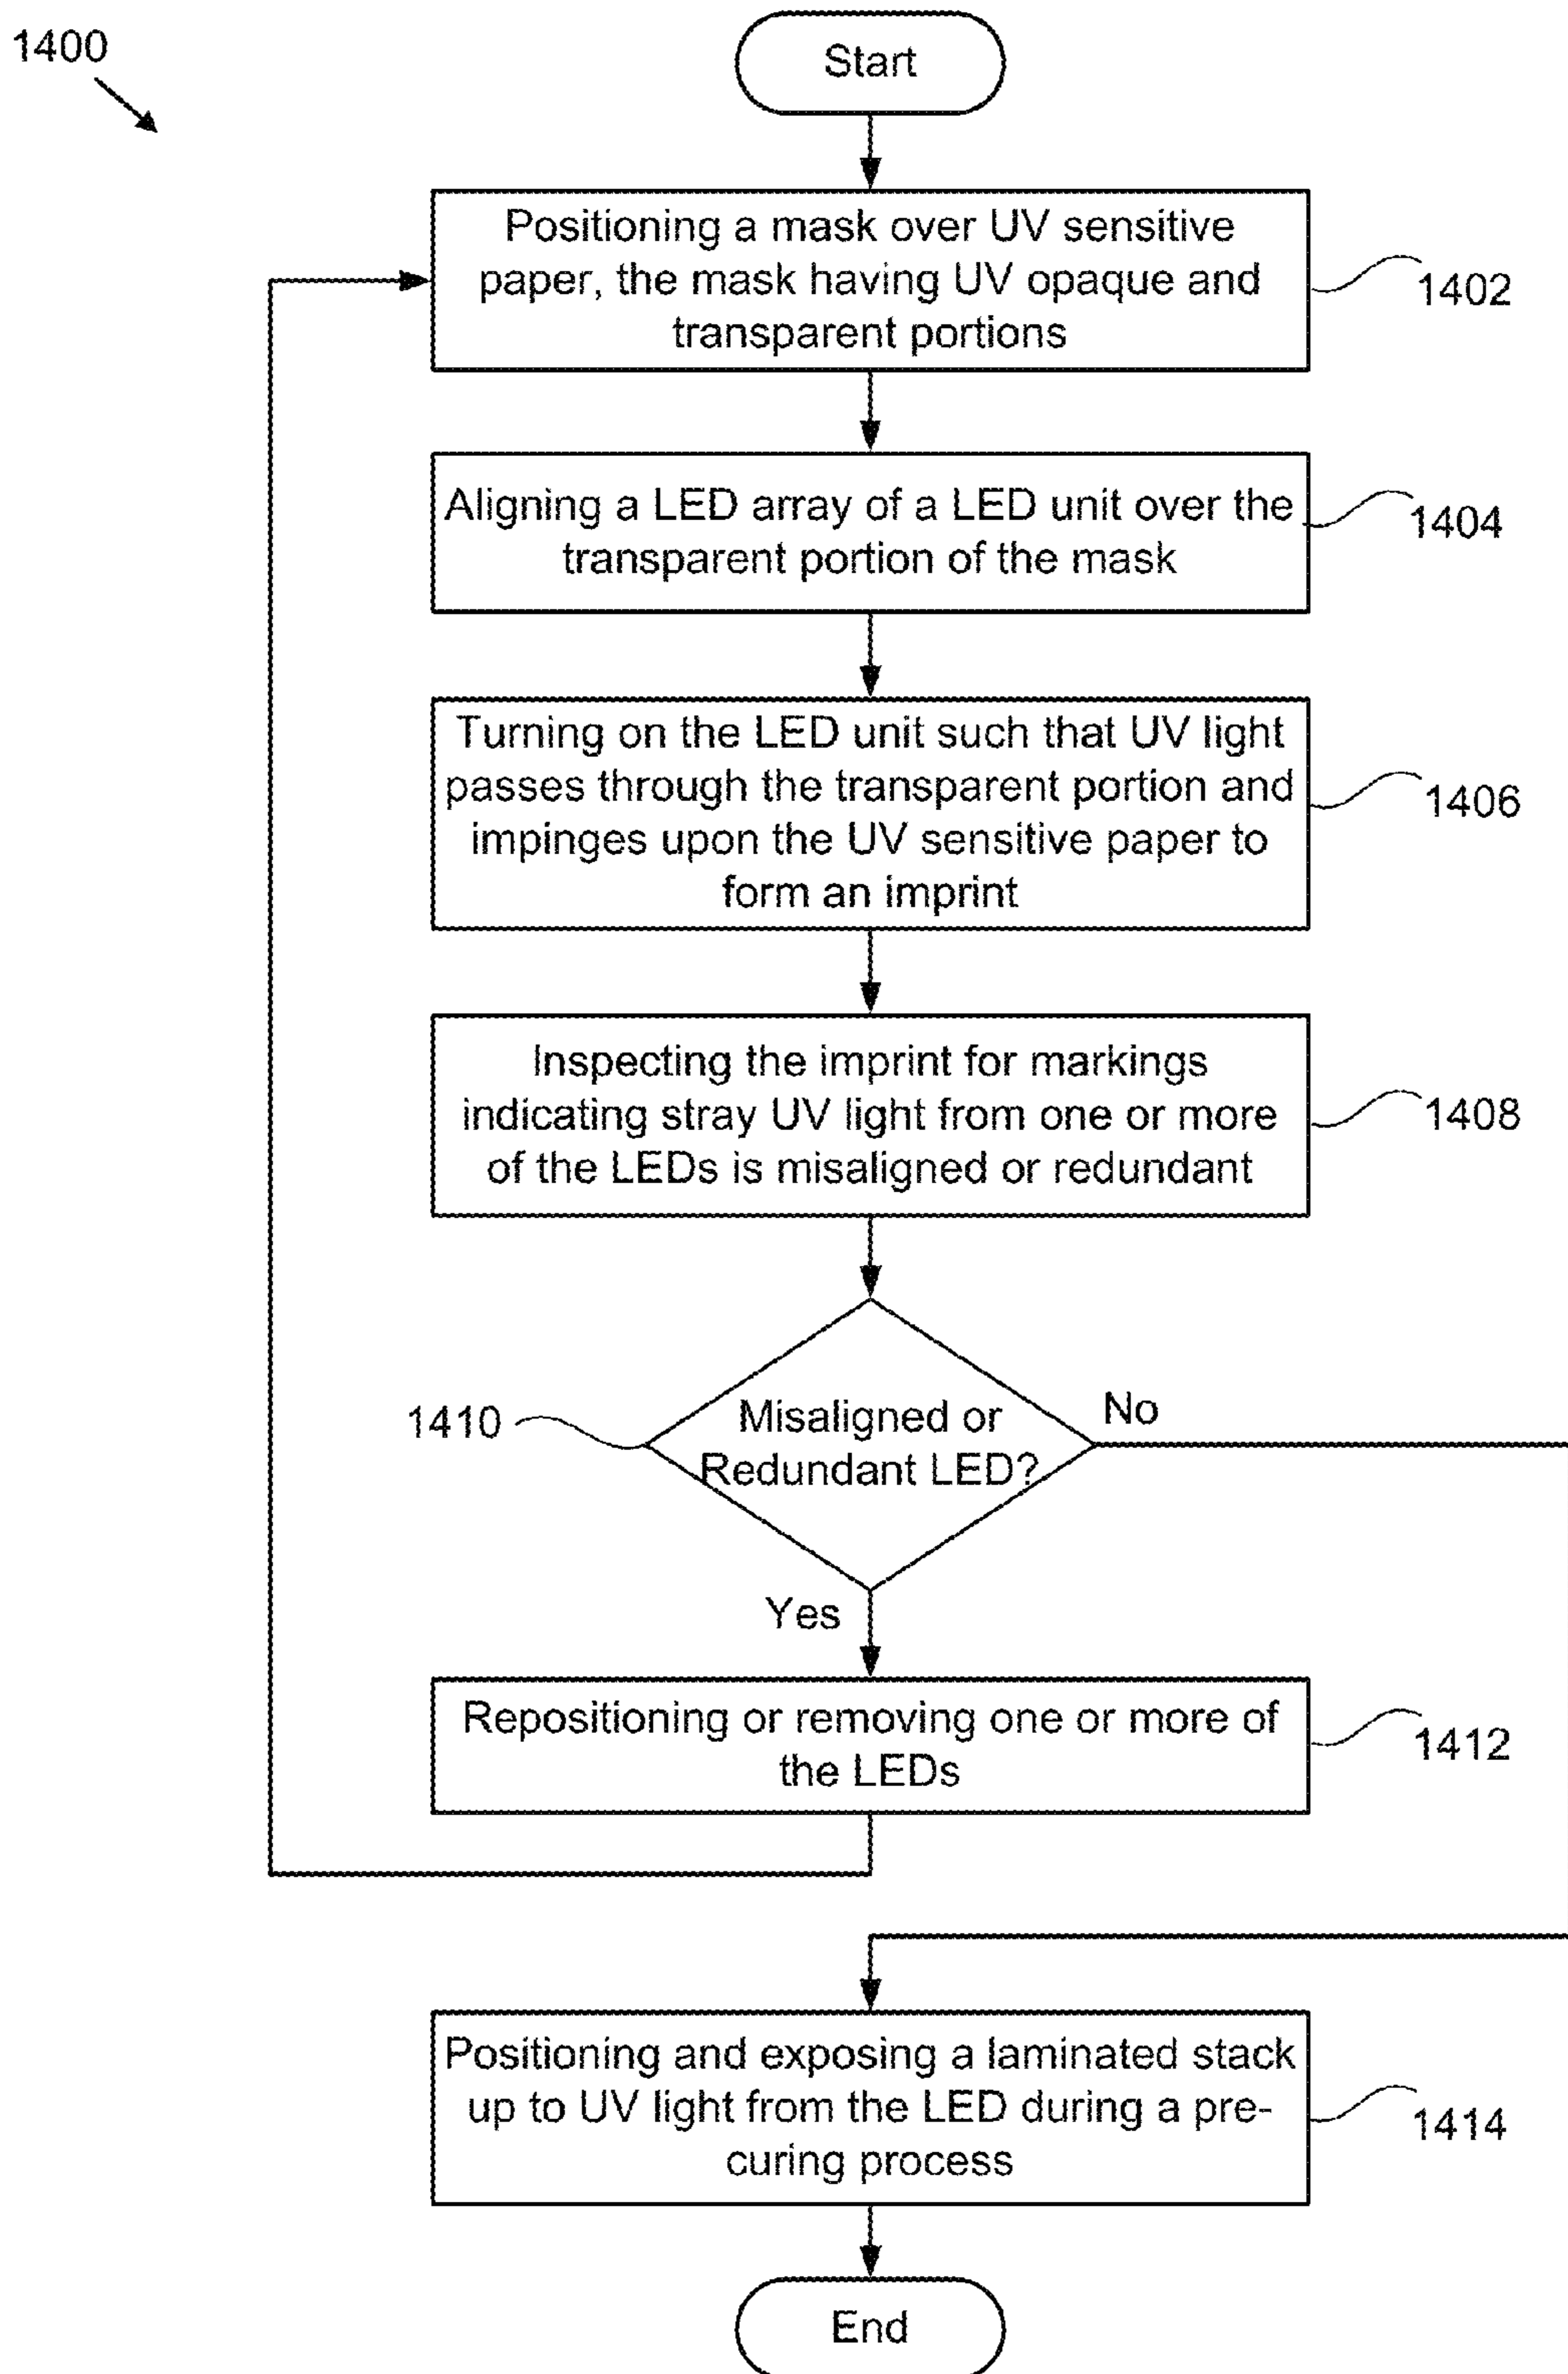 1400
Start
Positioning a mask over UV sensitive
paper, the mask having UV opaque and
transparent portions
1402
Aligning a LED array of a LED unit over the
transparent portion of the mask
1404
Turning on the LED unit such that UV light
passes through the transparent portion and
impinges upon the UV sensitive paper to
form an imprint
1406
Inspecting the imprint for markings
indicating stray UV light from one or more
of the LEDs is misaligned or redundant
1408
1410
Misaligned or
Redundant LED?
No
Yes
Repositioning or removing one or more of
the LEDs
1412
Positioning and exposing a laminated stack
up to UV light from the LED during a pre-
curing process
1414
End